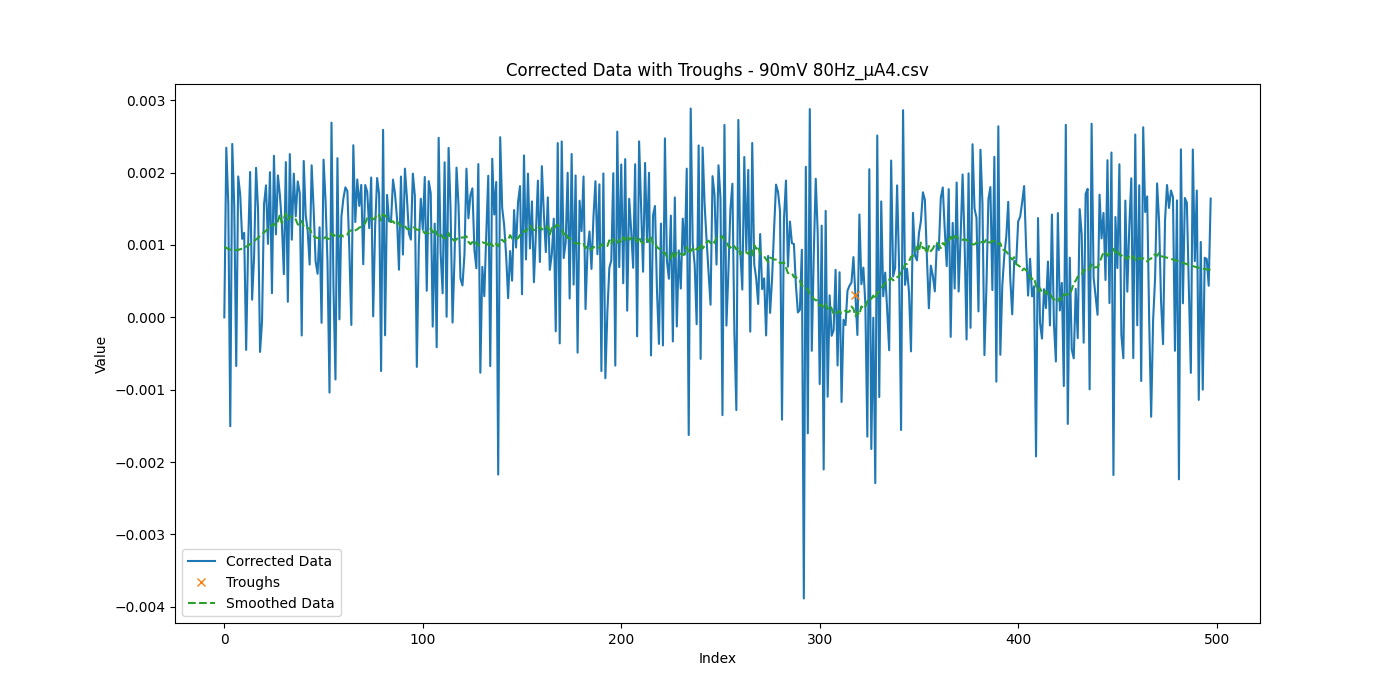 Corrected Data with Troughs - 90mV 80Hz_µA4.csv
0.003
0.002
0.001
0.000
−0.001
−0.002
−0.003
−0.004
Value
Corrected Data
Troughs
Smoothed Data
0
100
200
300
400
500
Index